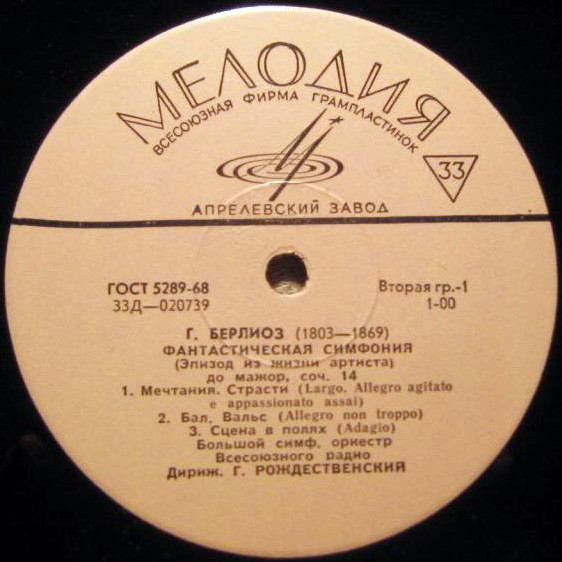 МЕЛОДИЯ
ВСЕСОЮЗНАЯ ФИРМА ГРАМПЛАСТИНОК
33
АПРЕЛЕВСКИЙ ЗАВОД
ГОСТ 5289-68
Вторая гр.-1
33Д—020739
1-00
Г. БЕРЛИОЗ (1803—1869)
ФАНТАСТИЧЕСКАЯ СИМФОНИЯ
(Эпизод из жизни артиста)
до мажор, соч. 14
1. Мечтания. Страсти (Largo. Allegro agitato
e appassionato assai)
2. Бал. Вальс (Allegro non troppo)
3. Сцена в полях (Adagio)
Большой симф. оркестр
Всесоюзного радио
Дириж. Г. РОЖДЕСТВЕНСКИЙ